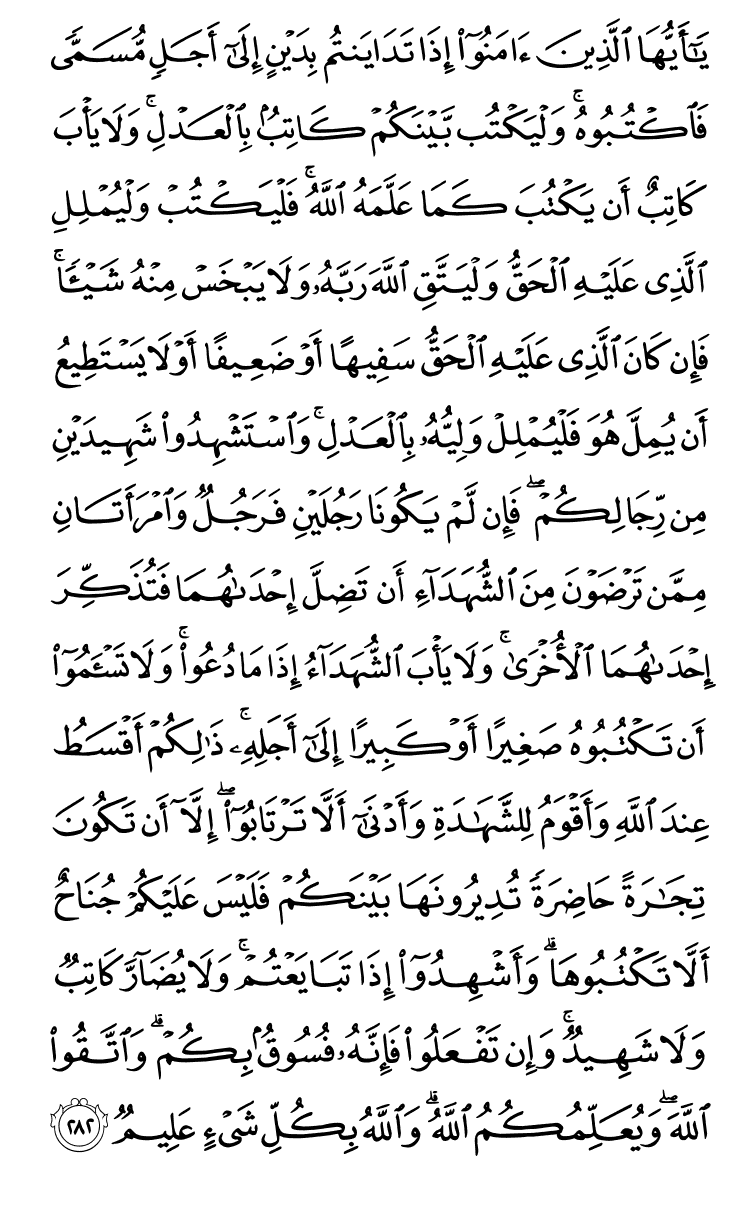 يَـٰٓأَيُّهَا ٱلَّذِينَ ءَامَنُوٓا۟ إِذَا تَدَايَنتُم بِدَيْنٍ إِلَىٰٓ أَجَلٍ مُّسَمًّى
فَٱكْتُبُوهُ ۚ وَلْيَكْتُب بَّيْنَكُمْ كَاتِبٌۢ بِٱلْعَدْلِ ۚ وَلَا يَأْبَ
كَاتِبٌ أَن يَكْتُبَ كَمَا عَلَّمَهُ ٱللَّهُ ۚ فَلْيَكْتُبْ وَلْيُمْلِلِ
ٱلَّذِى عَلَيْهِ ٱلْحَقُّ وَلْيَتَّقِ ٱللَّهَ رَبَّهُۥ وَلَا يَبْخَسْ مِنْهُ شَيْـًٔا ۚ
فَإِن كَانَ ٱلَّذِى عَلَيْهِ ٱلْحَقُّ سَفِيهًا أَوْ ضَعِيفًا أَوْ لَا يَسْتَطِيعُ
أَن يُمِلَّ هُوَ فَلْيُمْلِلْ وَلِيُّهُۥ بِٱلْعَدْلِ ۚ وَٱسْتَشْهِدُوا۟ شَهِيدَيْنِ
مِن رِّجَالِكُمْ ۖ فَإِن لَّمْ يَكُونَا رَجُلَيْنِ فَرَجُلٌ وَٱمْرَأَتَانِ
مِمَّن تَرْضَوْنَ مِنَ ٱلشُّهَدَآءِ أَن تَضِلَّ إِحْدَىٰهُمَا فَتُذَكِّرَ
إِحْدَىٰهُمَا ٱلْأُخْرَىٰ ۚ وَلَا يَأْبَ ٱلشُّهَدَآءُ إِذَا مَا دُعُوا۟ ۚ وَلَا تَسْـَٔمُوٓا۟
أَن تَكْتُبُوهُ صَغِيرًا أَوْ كَبِيرًا إِلَىٰٓ أَجَلِهِۦ ۚ ذَٰلِكُمْ أَقْسَطُ
عِندَ ٱللَّهِ وَأَقْوَمُ لِلشَّهَـٰدَةِ وَأَدْنَىٰٓ أَلَّا تَرْتَابُوٓا۟ ۖ إِلَّآ أَن تَكُونَ
تِجَـٰرَةً حَاضِرَةً تُدِيرُونَهَا بَيْنَكُمْ فَلَيْسَ عَلَيْكُمْ جُنَاحٌ
أَلَّا تَكْتُبُوهَا ۗ وَأَشْهِدُوٓا۟ إِذَا تَبَايَعْتُمْ ۚ وَلَا يُضَآرَّ كَاتِبٌ
وَلَا شَهِيدٌ ۚ وَإِن تَفْعَلُوا۟ فَإِنَّهُۥ فُسُوقٌۢ بِكُمْ ۗ وَٱتَّقُوا۟
ٱللَّهَ ۖ وَيُعَلِّمُكُمُ ٱللَّهُ ۗ وَٱللَّهُ بِكُلِّ شَىْءٍ عَلِيمٌ ٢٨٢